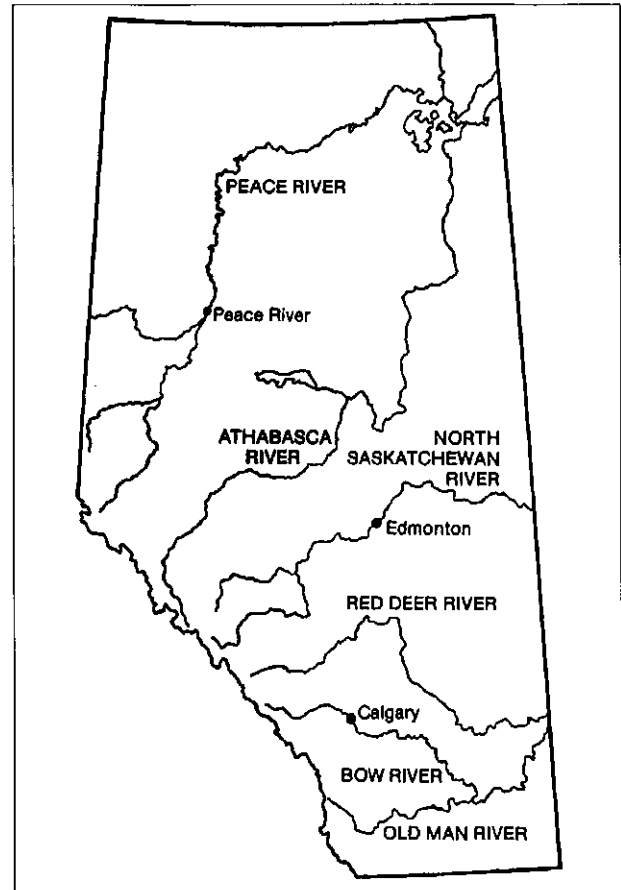 PEACE RIVER
Peace River
ATHABASCA
RIVER
NORTH
SASKATCHEWAN
RIVER
Edmonton
RED DEER RIVER
Calgary
BOW RIVER
OLD MAN RIVER